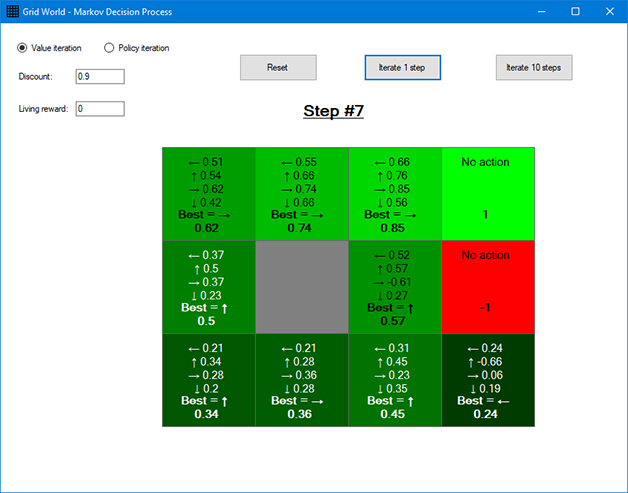 Grid World - Markov Decision Process
Value iteration
Policy iteration
Discount:
0.9
Living reward:
0
Reset
Iterate 1 step
Iterate 10 steps
Step #7
← 0.51
↑ 0.54
→ 0.62
↓ 0.42
Best = →
0.62
← 0.55
↑ 0.66
→ 0.74
↓ 0.66
Best = →
0.74
← 0.66
↑ 0.76
→ 0.85
↓ 0.56
Best = →
0.85
No action
1
← 0.37
↑ 0.5
→ 0.37
↓ 0.23
Best = ↑
0.5
← 0.52
↑ 0.57
→ -0.61
↓ 0.27
Best = ↑
0.57
No action
-1
← 0.21
↑ 0.34
→ 0.28
↓ 0.2
Best = ↑
0.34
← 0.21
↑ 0.28
→ 0.36
↓ 0.28
Best = →
0.36
← 0.31
↑ 0.45
→ 0.23
↓ 0.35
Best = ↑
0.45
← 0.24
↑ -0.66
→ 0.06
↓ 0.19
Best = ←
0.24